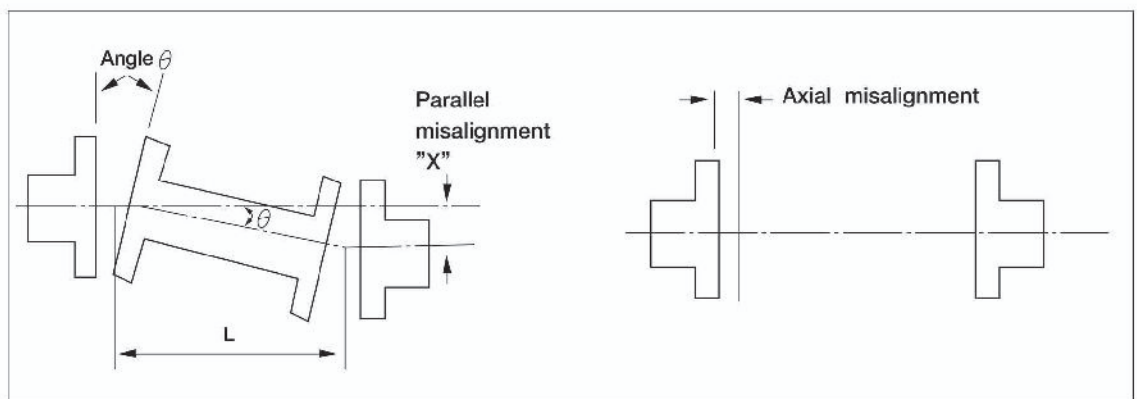 Angle θ
Parallel
misalignment
”X”
θ
L
Axial misalignment